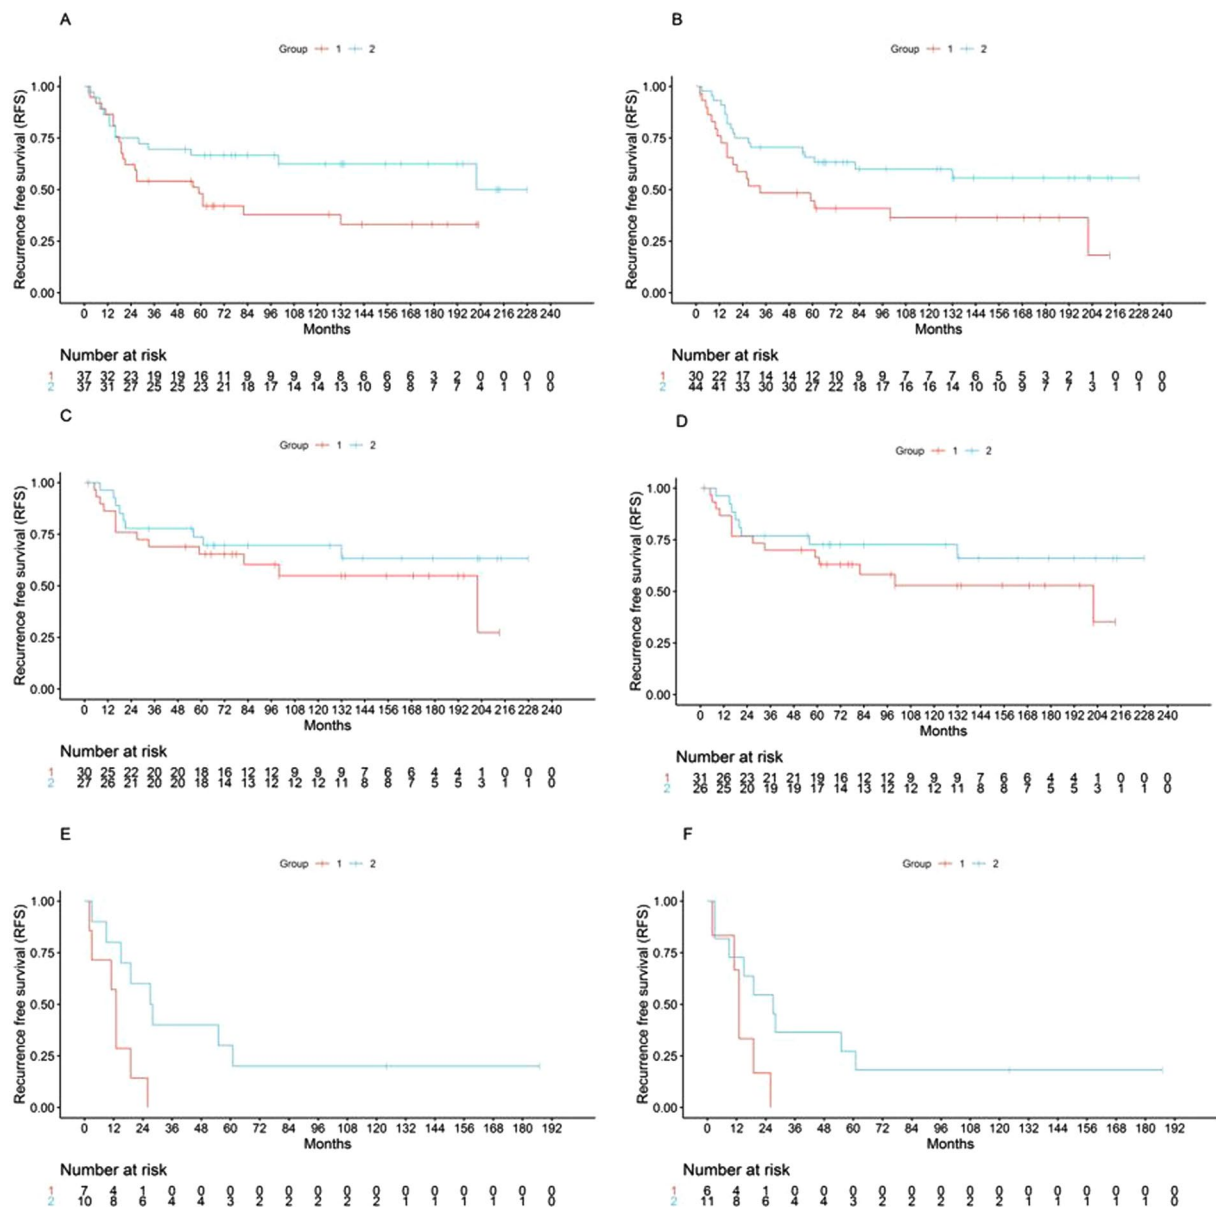 A
Group 1 2
Recurrence free survival (RFS)
1.00
0.75
0.50
0.25
0.00
0 12 24 36 48 60 72 84 96 108 120 132 144 156 168 180 192 204 216 228 240
Months
Number at risk
1 37 32 23 19 19 16 11 9 9 9 9 8 6 6 6 3 2 0 0 0 0
2 37 31 27 25 25 23 21 18 17 14 14 13 10 9 8 7 7 4 1 1 0
B
Group 1 2
Recurrence free survival (RFS)
1.00
0.75
0.50
0.25
0.00
0 12 24 36 48 60 72 84 96 108 120 132 144 156 168 180 192 204 216 228 240
Months
Number at risk
1 30 22 17 14 14 12 10 9 9 7 7 7 6 5 5 3 2 1 0 0 0
2 44 41 33 30 30 27 22 18 17 16 16 14 10 10 9 7 7 3 1 1 0
C
Group 1 2
Recurrence free survival (RFS)
1.00
0.75
0.50
0.25
0.00
0 12 24 36 48 60 72 84 96 108 120 132 144 156 168 180 192 204 216 228 240
Months
Number at risk
1 30 25 22 20 20 18 16 12 12 9 9 9 7 6 6 4 4 1 0 0 0
2 27 26 21 20 20 18 14 13 12 12 12 11 8 8 7 5 5 3 1 1 0
D
Group 1 2
Recurrence free survival (RFS)
1.00
0.75
0.50
0.25
0.00
0 12 24 36 48 60 72 84 96 108 120 132 144 156 168 180 192 204 216 228 240
Months
Number at risk
1 31 26 23 21 21 19 16 12 12 9 9 9 7 6 6 4 4 1 0 0 0
2 26 25 20 19 19 17 14 13 12 12 12 11 8 8 7 5 5 3 1 1 0
E
Group 1 2
Recurrence free survival (RFS)
1.00
0.75
0.50
0.25
0.00
0 12 24 36 48 60 72 84 96 108 120 132 144 156 168 180 192
Months
Number at risk
1 7 4 1 0 0 0 0 0 0 0 0 0 0 0 0 0 0
2 10 8 6 4 4 3 2 2 2 2 2 1 1 1 1 1 0
F
Group 1 2
Recurrence free survival (RFS)
1.00
0.75
0.50
0.25
0.00
0 12 24 36 48 60 72 84 96 108 120 132 144 156 168 180 192
Months
Number at risk
1 6 4 1 0 0 0 0 0 0 0 0 0 0 0 0 0 0
2 11 8 6 4 4 3 2 2 2 2 2 1 1 1 1 1 0